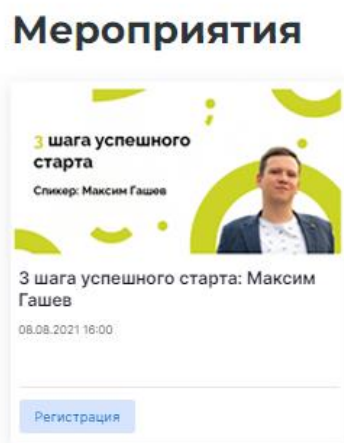 Мероприятия
3 шага успешного
старта
Спикер: Максим Гашев
3 шага успешного старта: Максим
Гашев
08.08.2021 16:00
Регистрация